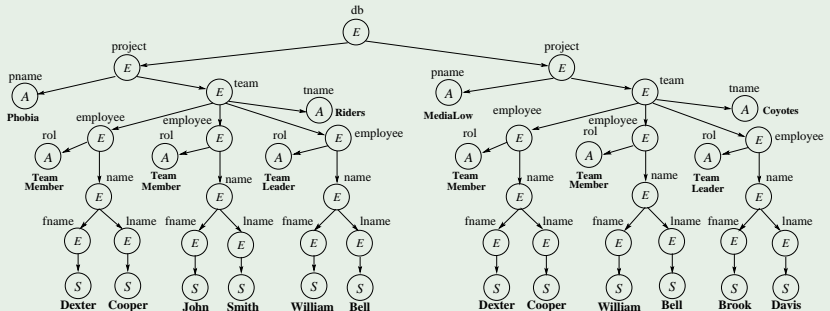 db
E
project project
E E
pname team pname team
A E tname A E tname
Phobia A Riders MediaLow A Coyotes
employee employee employee employee employee employee
rol E rol E rol E rol E rol E rol E
A A A A A A
Team Member Team Member Team Leader Team Member Team Member Team Leader
name name name name name name
E E E E E E
fname lname fname lname fname lname fname lname fname lname fname lname
E E E E E E E E E E E E
S S S S S S S S S S S S
Dexter Cooper John Smith William Bell Dexter Cooper William Bell Brook Davis